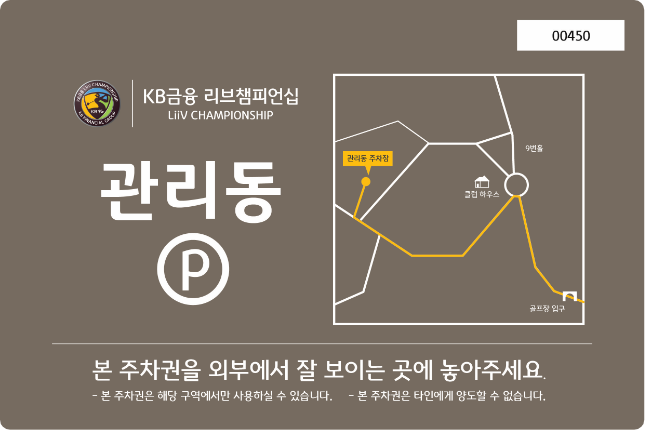 00450
KB금융 리브챔피언십
LiiV CHAMPIONSHIP
관리동
P
관리동 주차장
9번홀
클럽 하우스
골프장 입구
본 주차권을 외부에서 잘 보이는 곳에 놓아주세요.
- 본 주차권은 해당 구역에서만 사용하실 수 있습니다. - 본 주차권은 타인에게 양도할 수 없습니다.